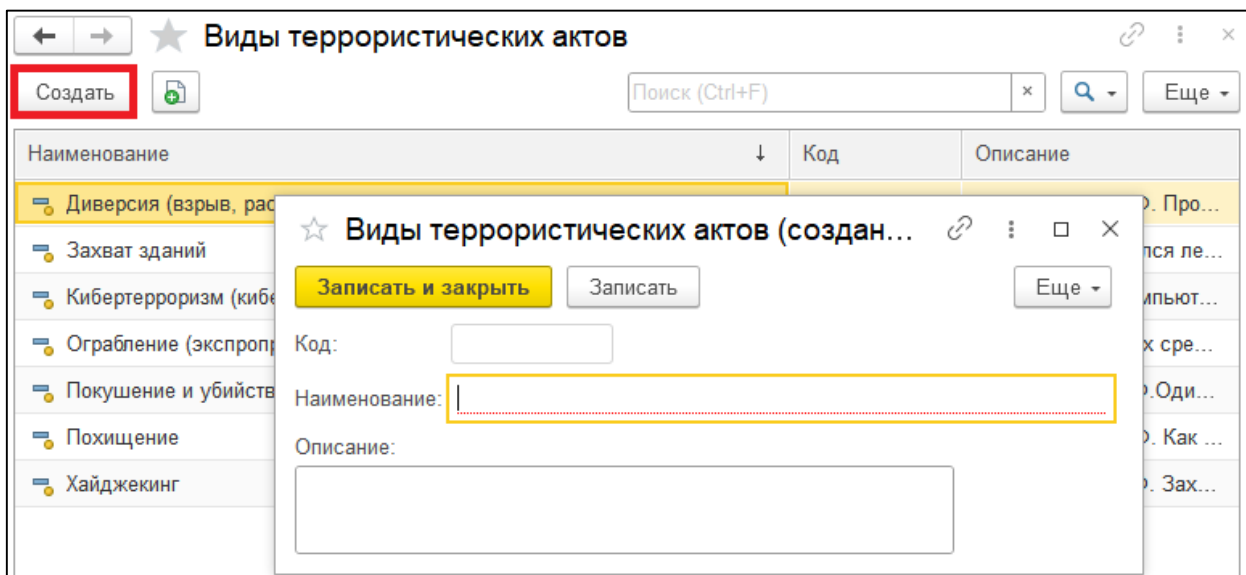 Виды террористических актов
Создать
Поиск (Ctrl+F)
Еще
Наименование
Код
Описание
Диверсия (взрыв, рас
Про...
Захват зданий
лся ле...
Кибертерроризм (кибе
мпьют...
Ограбление (экспропр
х сре...
Покушение и убийств
.Оди...
Похищение
. Как ...
Хайджекинг
. Зах...
Виды террористических актов (создан...
Записать и закрыть
Записать
Еще
Код:
Наименование:
Описание: